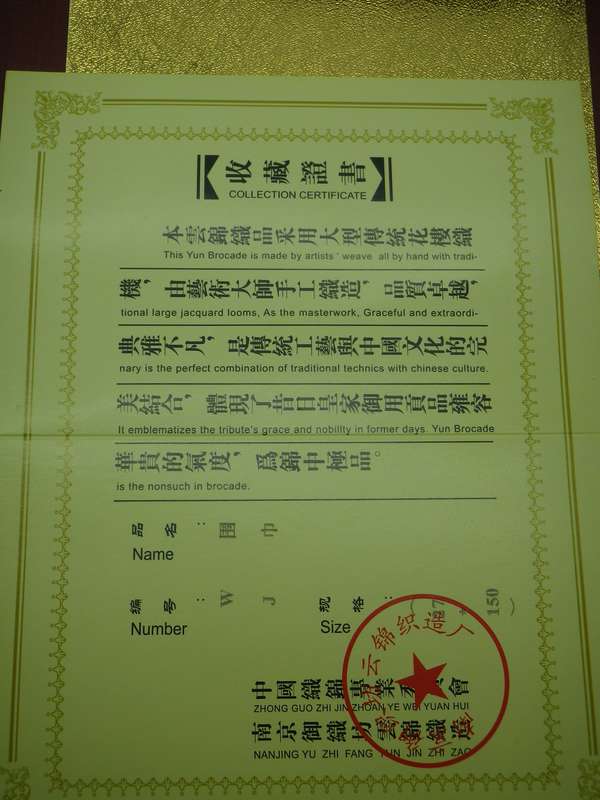 收藏證書
COLLECTION CERTIFICATE
本雲錦織品采用大型傳統花樓織
This Yun Brocade is made by artists ' weave all by hand with tradi-
機，由藝術大師手工織造，品質卓越，
tional large jacquard looms, As the masterwork, Graceful and extraordi-
典雅不凡，是傳統工藝與中國文化的完
nary is the perfect combination of traditional technics with chinese culture.
美結合，體現了昔日皇家御用貢品雍容
It emblematizes the tribute's grace and nobility in former days. Yun Brocade
華貴的氣度，爲錦中極品。
is the nonsuch in brocade.
品名：围巾
Name
编号：WJ 规格：150）
Number Size
云锦织造厂
中國織錦專業委員會
ZHONG GUO ZHI JIN ZHUAN YE WEI YUAN HUI
南京御織坊雲錦織造
NANJING YU ZHI FANG YUN JIN ZHI ZAO